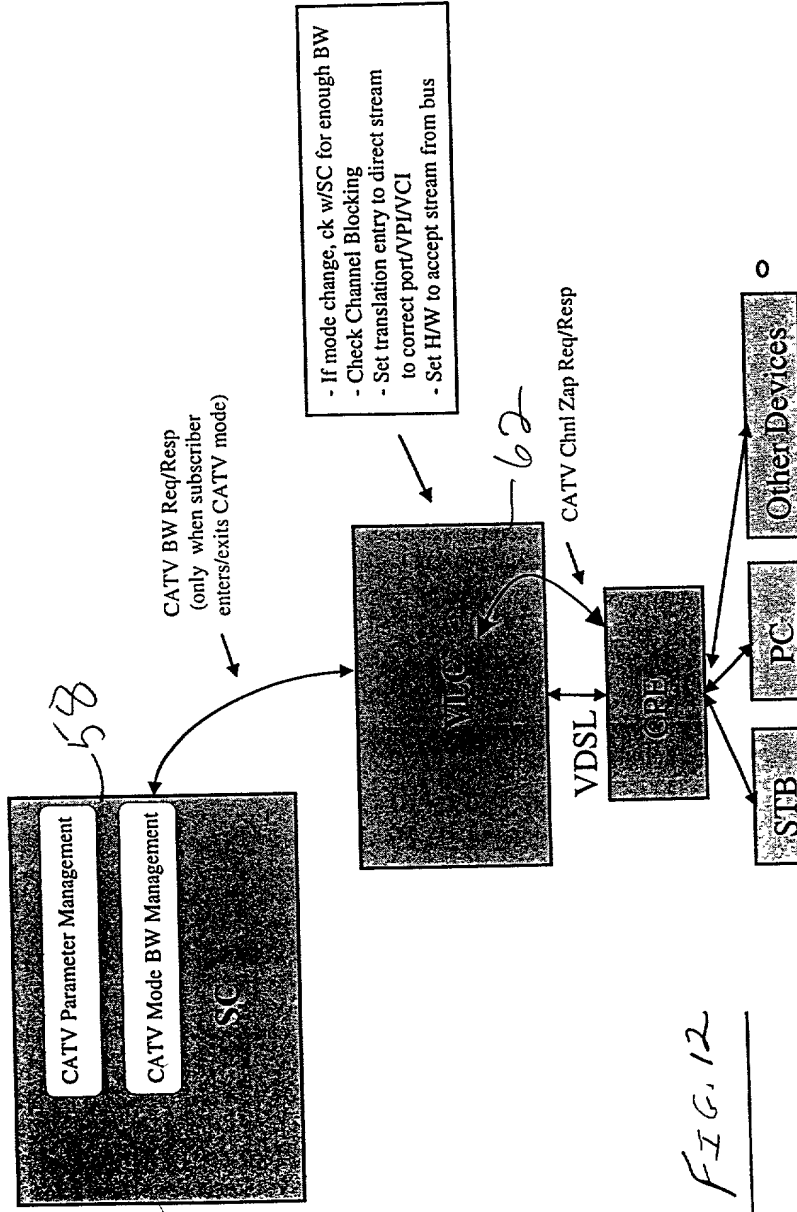 CATV Parameter Management
58
CATV Mode BW Management
SC
CATV BW Req/Resp
(only when subscriber
enters/exits CATV mode)
- If mode change, ck w/SC for enough BW
- Check Channel Blocking
- Set translation entry to direct stream
to correct port/VPI/VCI
- Set H/W to accept stream from bus
62
CATV Chnl Zap Req/Resp
VDSL
CPE
STB
PC
Other Devices
FIG. 12